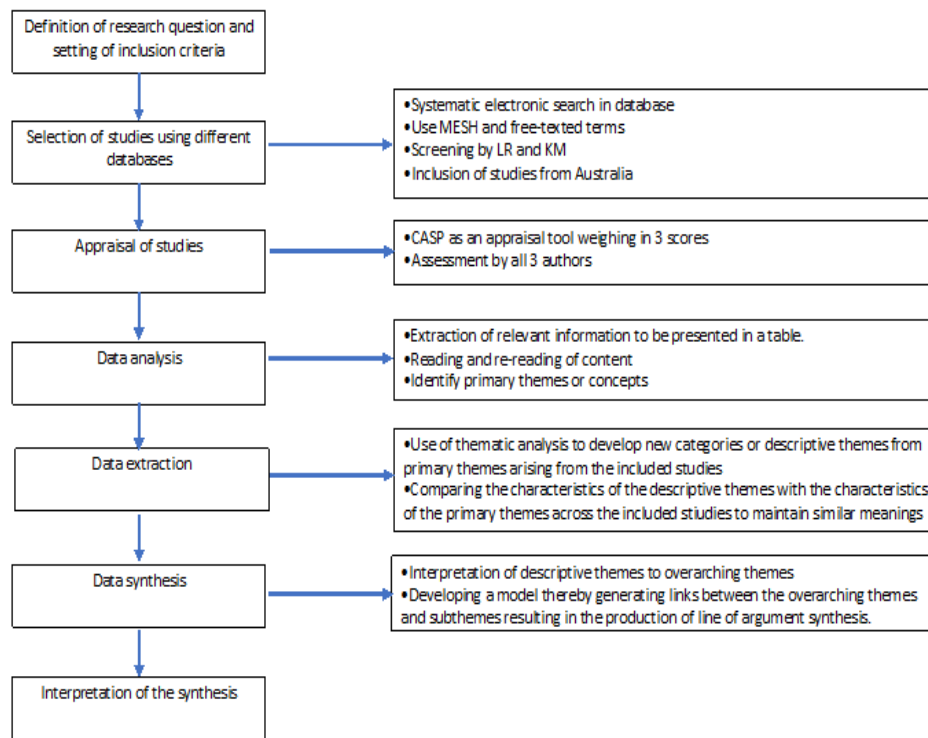 Definition of research question and
setting of inclusion criteria
Selection of studies using different
databases
•Systematic electronic search in database
•Use MESH and free-texted terms
•Screening by LR and KM
•Inclusion of studies from Australia
Appraisal of studies
•CASP as an appraisal tool weighing in 3 scores
•Assessment by all 3 authors
Data analysis
•Extraction of relevant information to be presented in a table.
•Reading and re-reading of content
•Identify primary themes or concepts
Data extraction
•Use of thematic analysis to develop new categories or descriptive themes from
primary themes arising from the included studies
•Comparing the characteristics of the descriptive themes with the characteristics
of the primary themes across the included stiudies to maintain similar meanings
Data synthesis
•Interpretation of descriptive themes to overarching themes
•Developing a model thereby generating links between the overarching themes
and subthemes resulting in the production of line of argument synthesis.
Interpretation of the synthesis